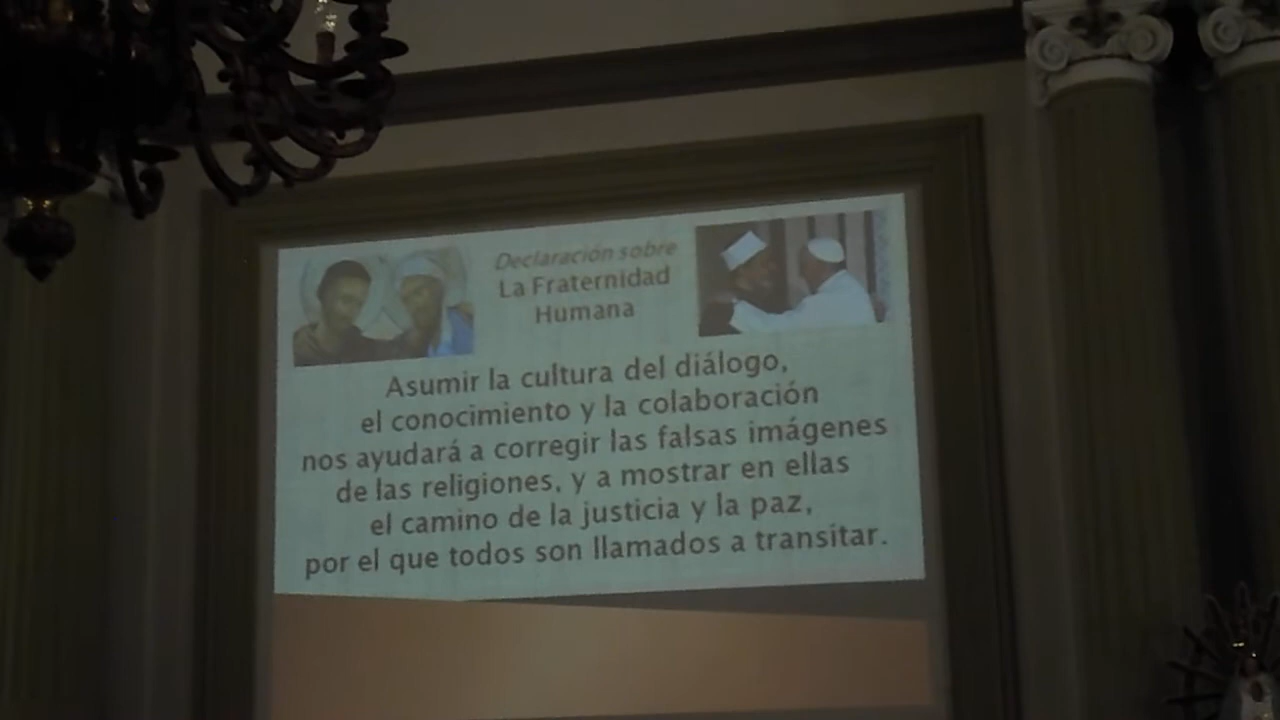 Declaración sobre
La Fraternidad
Humana
Asumir la cultura del diálogo,
el conocimiento y la colaboración
nos ayudará a corregir las falsas imágenes
de las religiones, y a mostrar en ellas
el camino de la justicia y la paz,
por el que todos son llamados a transitar.